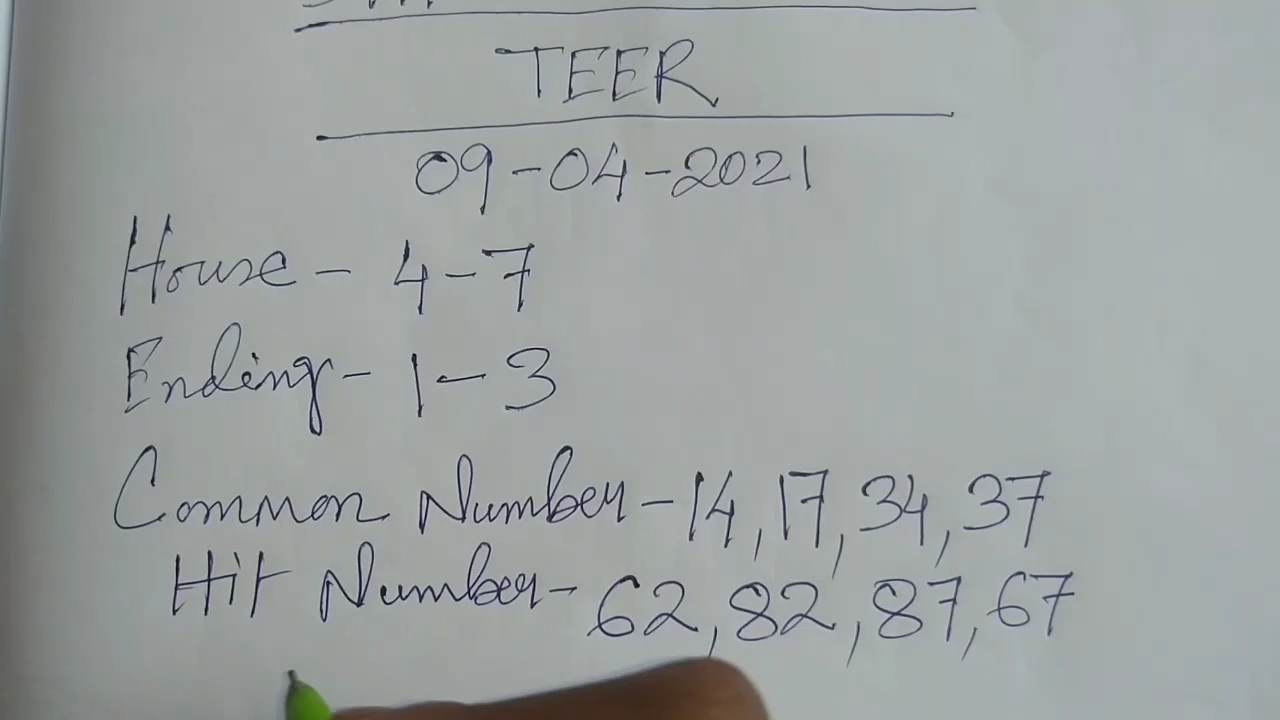 TEER
09-04-2021
House - 4-7
Ending - 1-3
Common Number - 14, 17, 34, 37
Hit Number - 62, 82, 87, 67